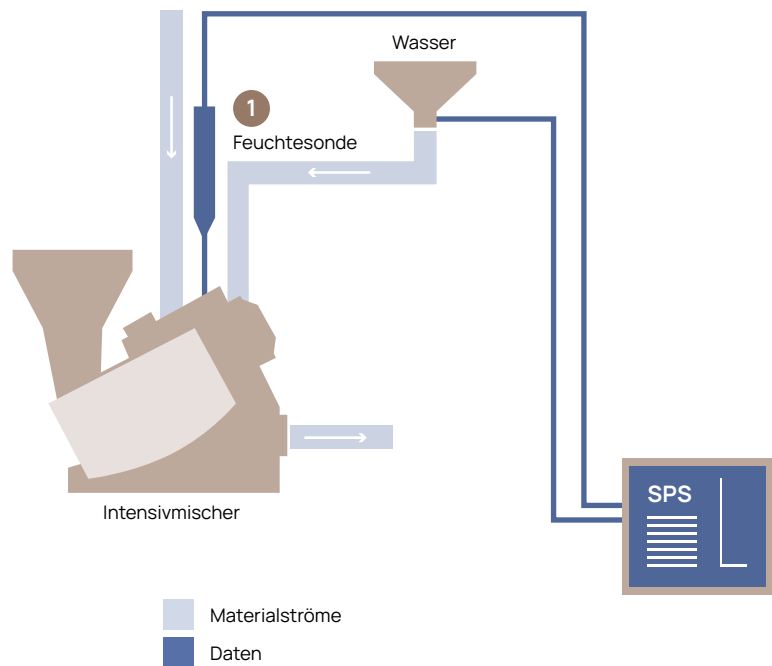 Wasser
1
Feuchtesonde
SPS
Intensivmischer
Materialströme
Daten